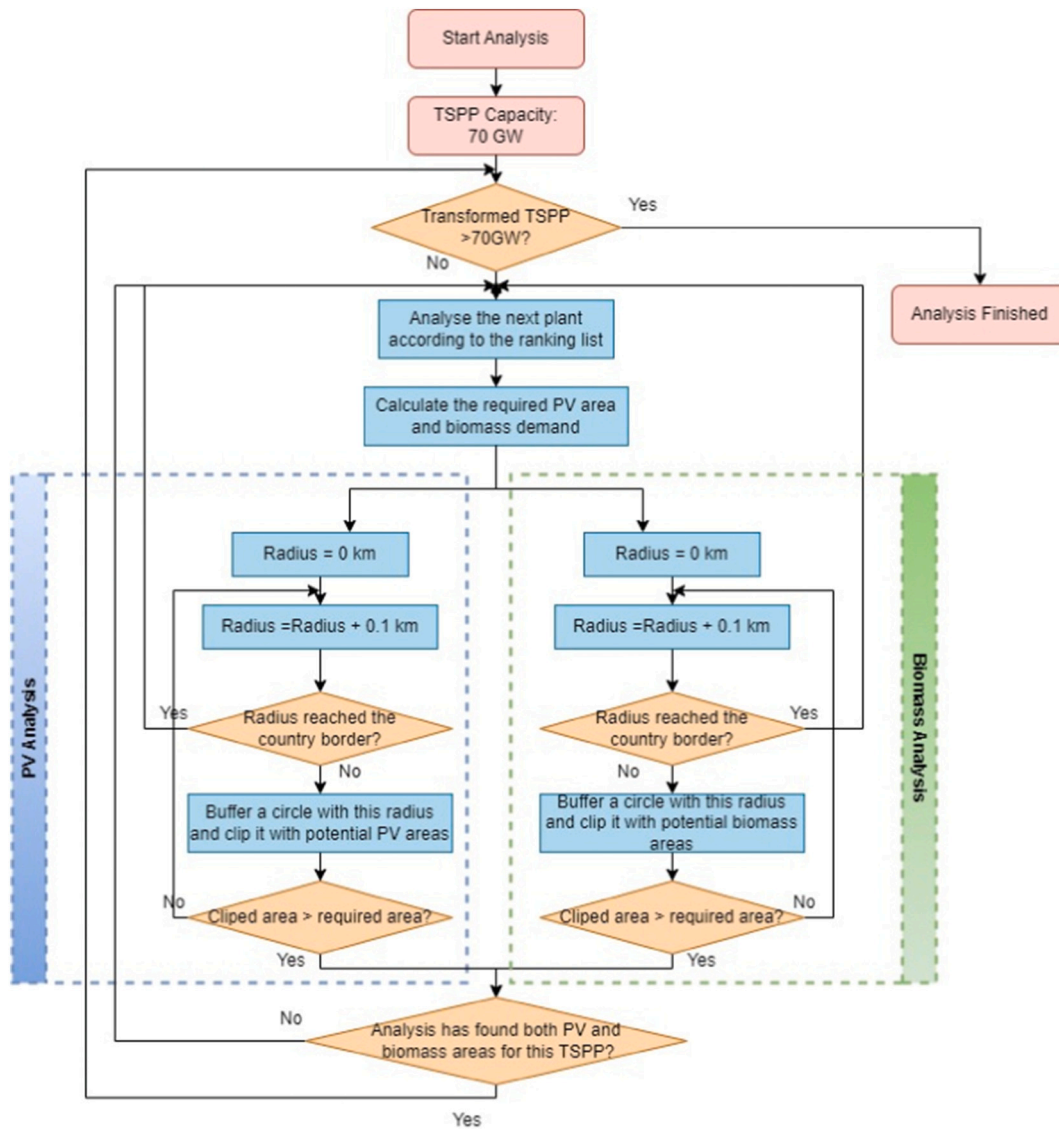 Start Analysis
TSPP Capacity:
70 GW
Transformed TSPP
>70GW?
Yes
No
Analysis Finished
Analyse the next plant
according to the ranking list
Calculate the required PV area
and biomass demand
PV Analysis
Radius = 0 km
Radius =Radius + 0.1 km
Radius reached the
country border?
Yes
No
Buffer a circle with this radius
and clip it with potential PV areas
Cliped area > required area?
No
Yes
Biomass Analysis
Radius = 0 km
Radius =Radius + 0.1 km
Radius reached the
country border?
Yes
No
Buffer a circle with this radius
and clip it with potential biomass
areas
Cliped area > required area?
No
Yes
Analysis has found both PV and
biomass areas for this TSPP?
No
Yes